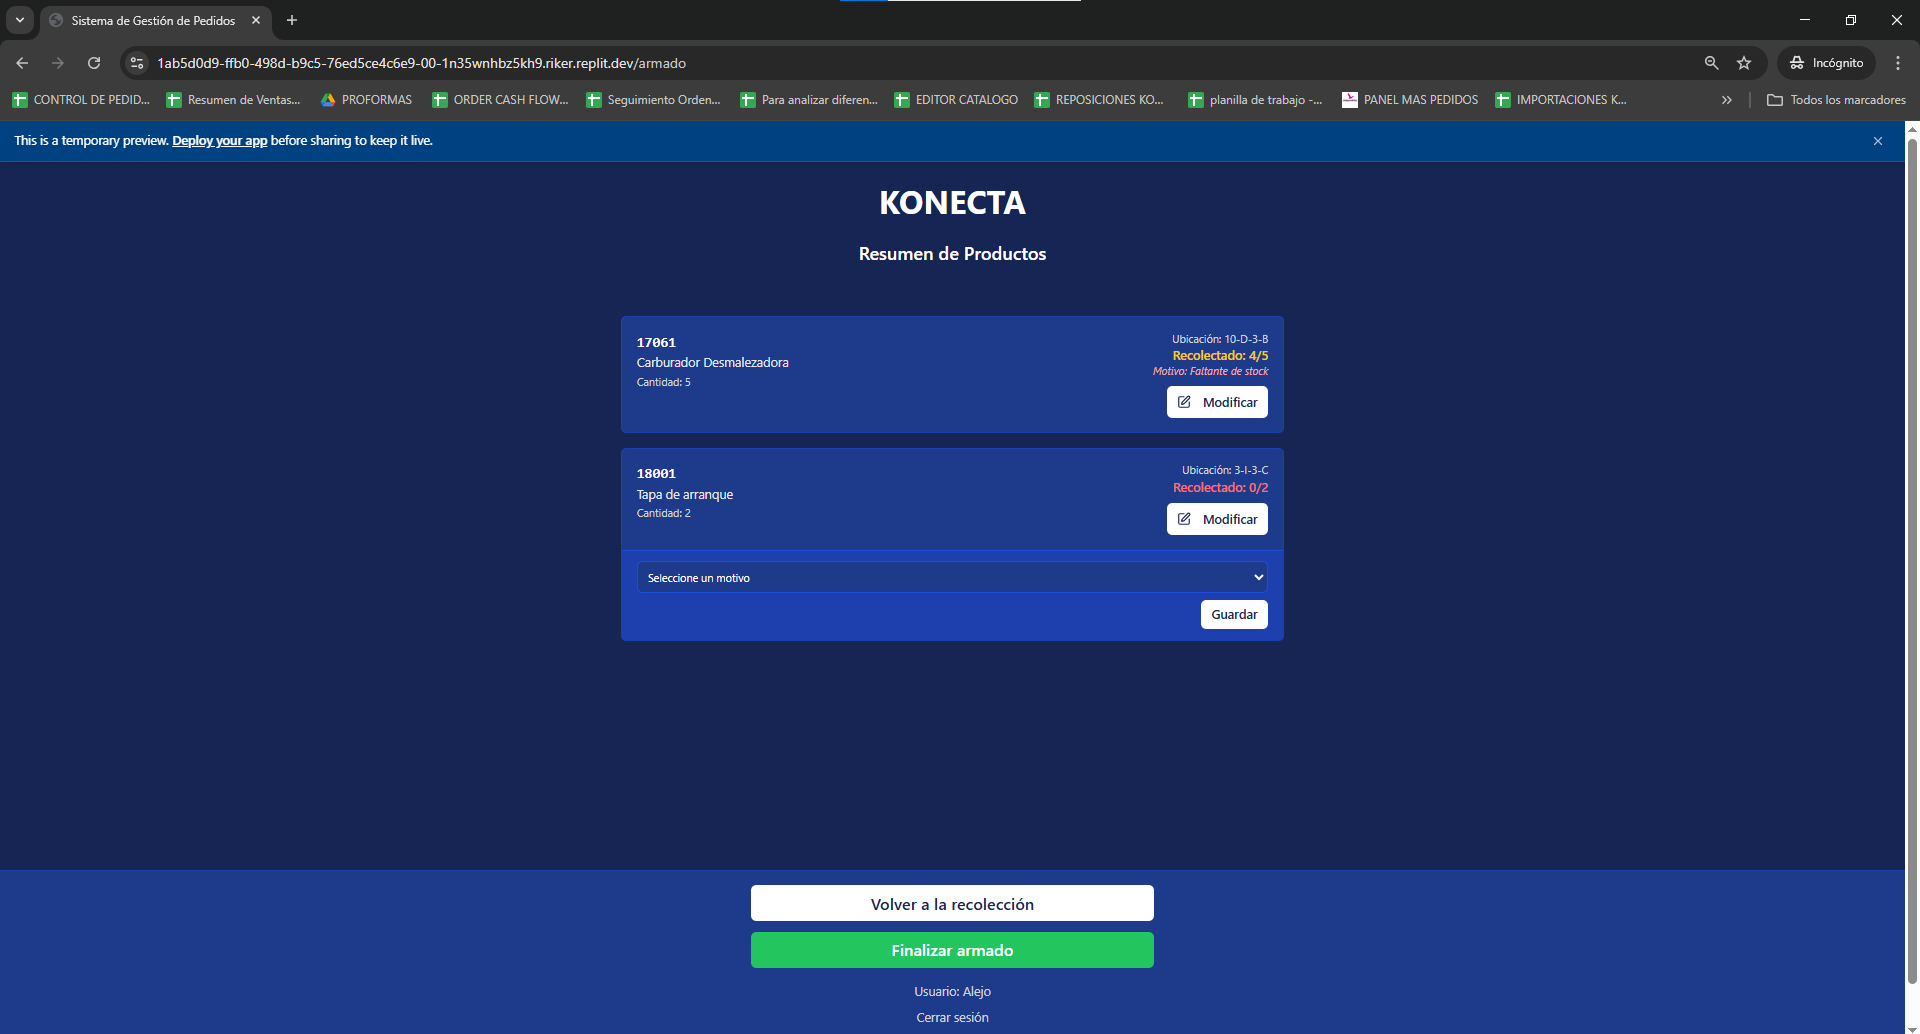 Sistema de Gestión de Pedidos
1ab5d0d9-ffb0-498d-b9c5-76ed5ce4c6e9-00-1n35wnhbz5kh9.riker.replit.dev/armado
Incógnito
CONTROL DE PEDID...
Resumen de Ventas...
PROFORMAS
ORDER CASH FLOW...
Seguimiento Orden...
Para analizar diferen...
EDITOR CATALOGO
REPOSICIONES KO...
planilla de trabajo -...
PANEL MAS PEDIDOS
IMPORTACIONES K...
Todos los marcadores
This is a temporary preview. Deploy your app before sharing to keep it live.
KONECTA
Resumen de Productos
17061
Carburador Desmalezadora
Cantidad: 5
Ubicación: 10-D-3-B
Recolectado: 4/5
Motivo: Faltante de stock
Modificar
18001
Tapa de arranque
Cantidad: 2
Ubicación: 3-I-3-C
Recolectado: 0/2
Modificar
Seleccione un motivo
Guardar
Volver a la recolección
Finalizar armado
Usuario: Alejo
Cerrar sesión